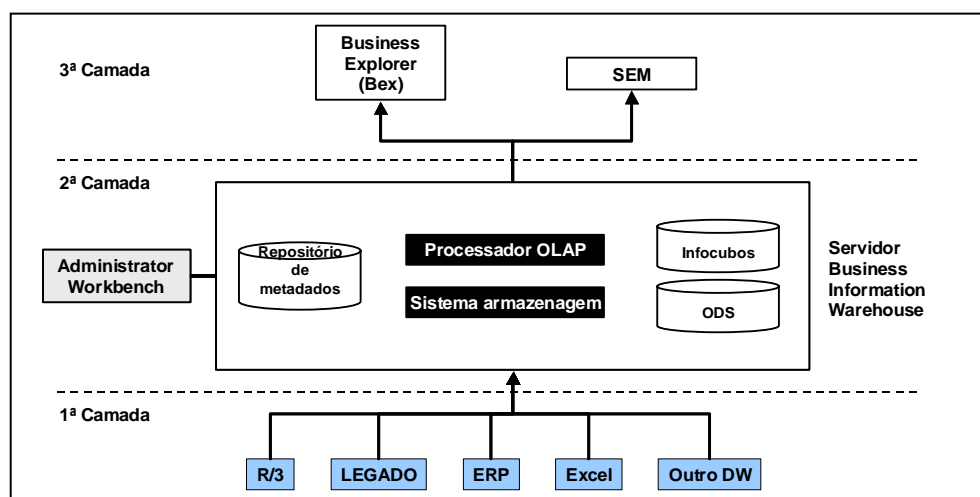 3ª Camada
Business
Explorer
(Bex)
SEM
2ª Camada
Administrator
Workbench
Repositório
de
metadados
Processador OLAP
Sistema armazenagem
Infocubos
ODS
Servidor
Business
Information
Warehouse
1ª Camada
R/3
LEGADO
ERP
Excel
Outro DW